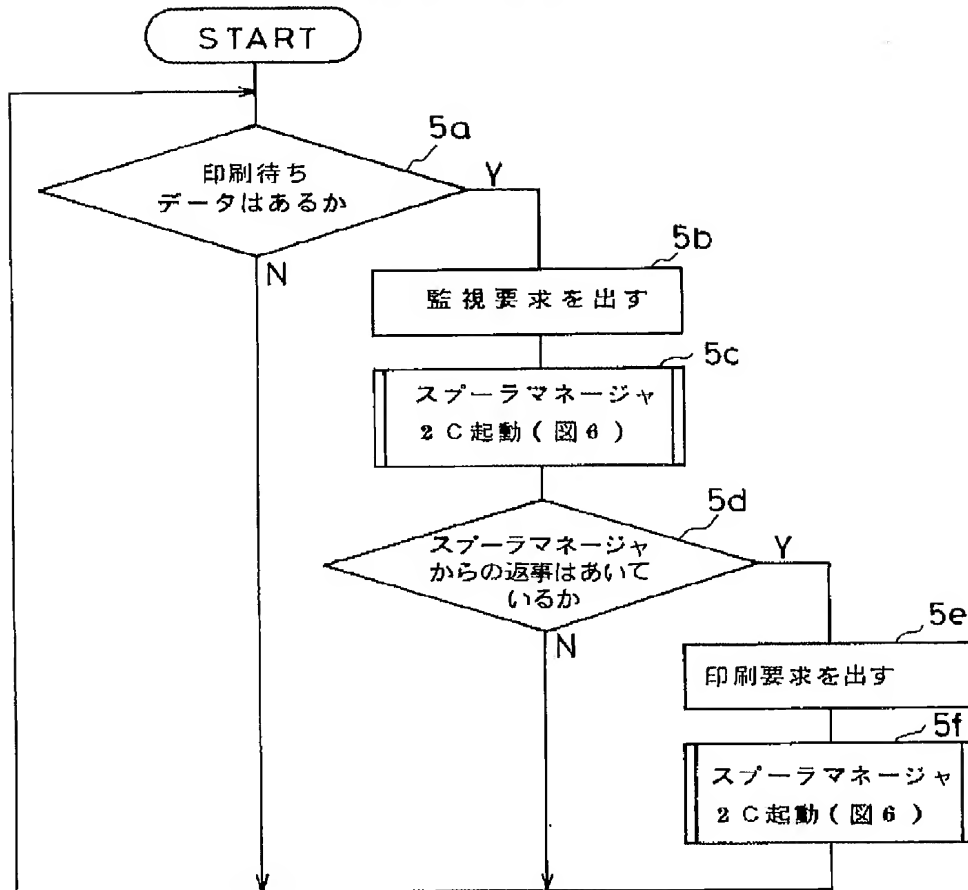 START
5a
印刷待ち
データはあるか
Y
N
5b
監視要求を出す
5c
スプーラマネージャ
2C起動(図6)
5d
スプーラマネージャ
からの返事はあいて
いるか
Y
N
5e
印刷要求を出す
5f
スプーラマネージャ
2C起動(図6)